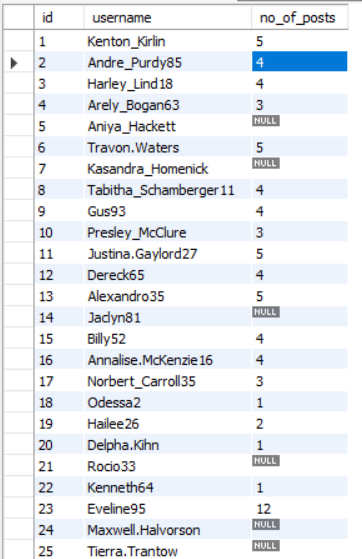 id username no_of_posts
1 Kenton_Kirlin 5
2 Andre_Purdy85 4
3 Harley_Lind18 4
4 Arely_Bogan63 3
5 Aniya_Hackett NULL
6 Travon.Waters 5
7 Kasandra_Homenick NULL
8 Tabitha_Schamberger11 4
9 Gus93 4
10 Presley_McClure 3
11 Justina.Gaylord27 5
12 Dereck65 4
13 Alexandro35 5
14 Jaclyn81 NULL
15 Billy52 4
16 Annalise.McKenzie16 4
17 Norbert_Carroll35 3
18 Odessa2 1
19 Hailee26 2
20 Delpha.Kihn 1
21 Rocio33 NULL
22 Kenneth64 1
23 Eveline95 12
24 Maxwell.Halvorson NULL
25 Tierra.Trantow NULL